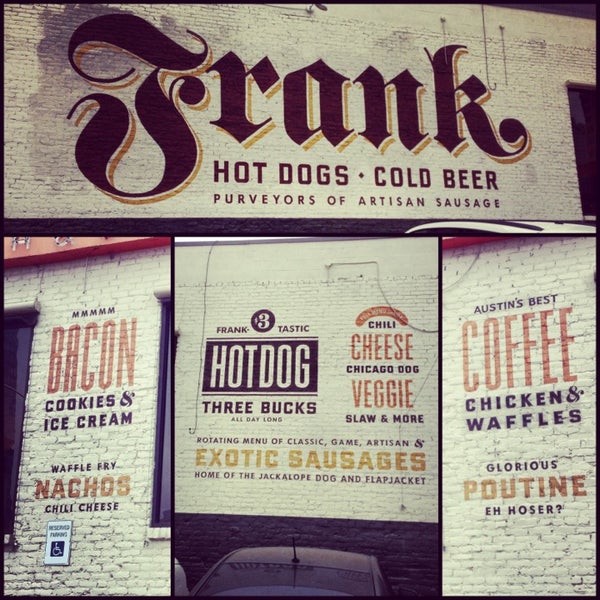 Frank
HOT DOGS • COLD BEER
PURVEYORS OF ARTISAN SAUSAGE
MMMMM
BACON
COOKIES &
ICE CREAM
WAFFLE FRY
NACHOS
CHILI CHEESE
RESERVED
PARKING
FRANK- $3 TASTIC
HOT DOG
THREE BUCKS
ALL DAY LONG
CHILI
CHEESE
CHICAGO DOG
VEGGIE
SLAW & MORE
ROTATING MENU OF CLASSIC, GAME, ARTISAN &
EXOTIC SAUSAGES
HOME OF THE JACKALOPE DOG AND FLAPJACKET
AUSTIN'S BEST
COFFEE
CHICKEN &
WAFFLES
GLORIOUS
POUTINE
EH HOSER?